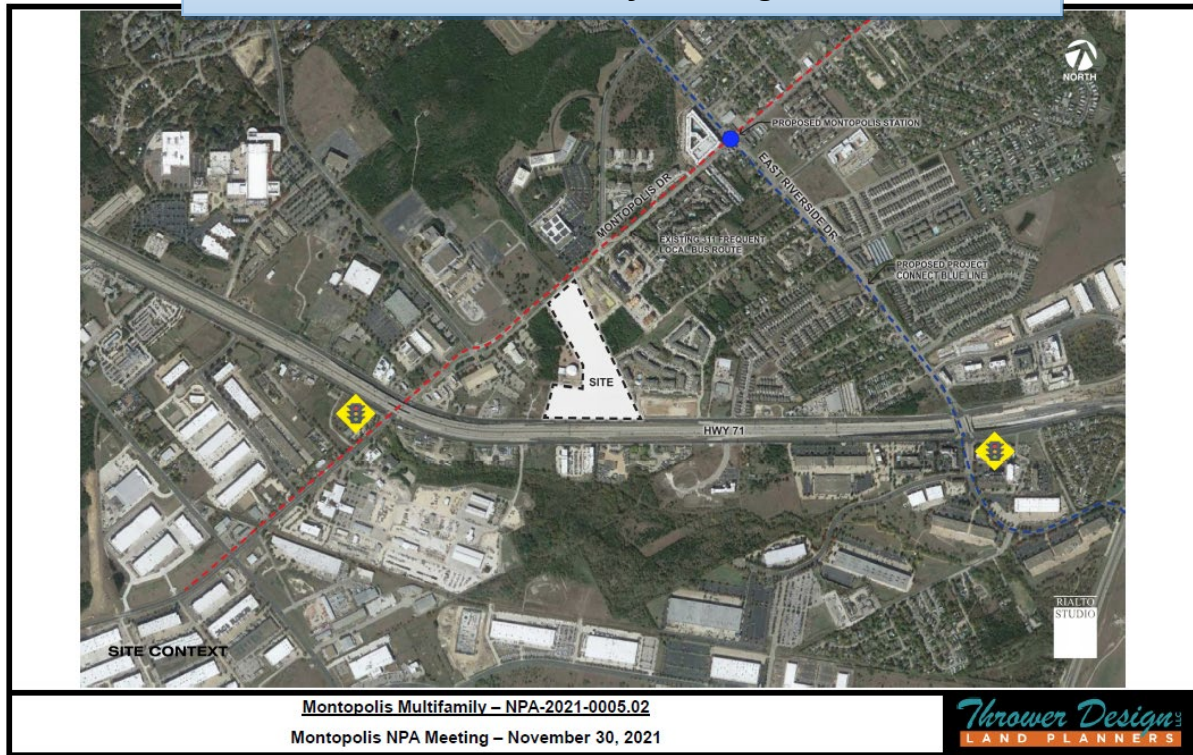 NORTH
PROPOSED MONTOPOLIS STATION
MONTOPOLIS DR.
EAST RIVERSIDE DR.
EXISTING 311 FREQUENT
LOCAL BUS ROUTE
PROPOSED PROJECT
CONNECT BLUE LINE
SITE
HWY 71
RIALTO
STUDIO
SITE CONTEXT
Montopolis Multifamily – NPA-2021-0005.02
Montopolis NPA Meeting – November 30, 2021
Thrower Design LLC
LAND PLANNERS